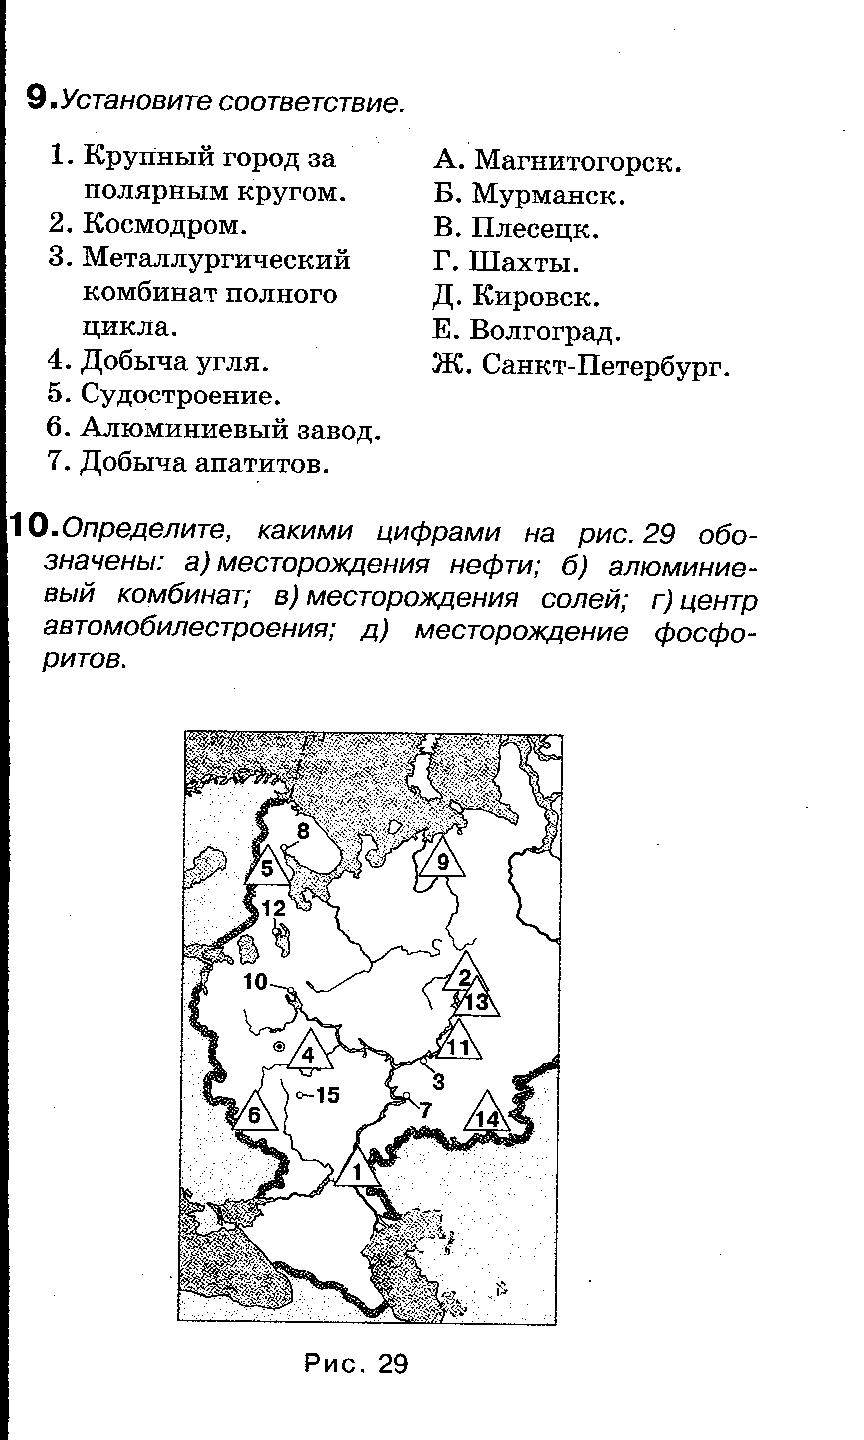 9.Установите соответствие.
1. Крупный город за
полярным кругом.
2. Космодром.
3. Металлургический
комбинат полного
цикла.
4. Добыча угля.
5. Судостроение.
6. Алюминиевый завод.
7. Добыча апатитов.
А. Магнитогорск.
Б. Мурманск.
В. Плесецк.
Г. Шахты.
Д. Кировск.
Е. Волгоград.
Ж. Санкт-Петербург.
10.Определите, какими цифрами на рис. 29 обо-
значены: а) месторождения нефти; б) алюминие-
вый комбинат; в) месторождения солей; г) центр
автомобилестроения; д) месторождение фосфо-
ритов.
8
5
9
12
2
10
13
4
11
3
15
7
6
14
1
Рис. 29